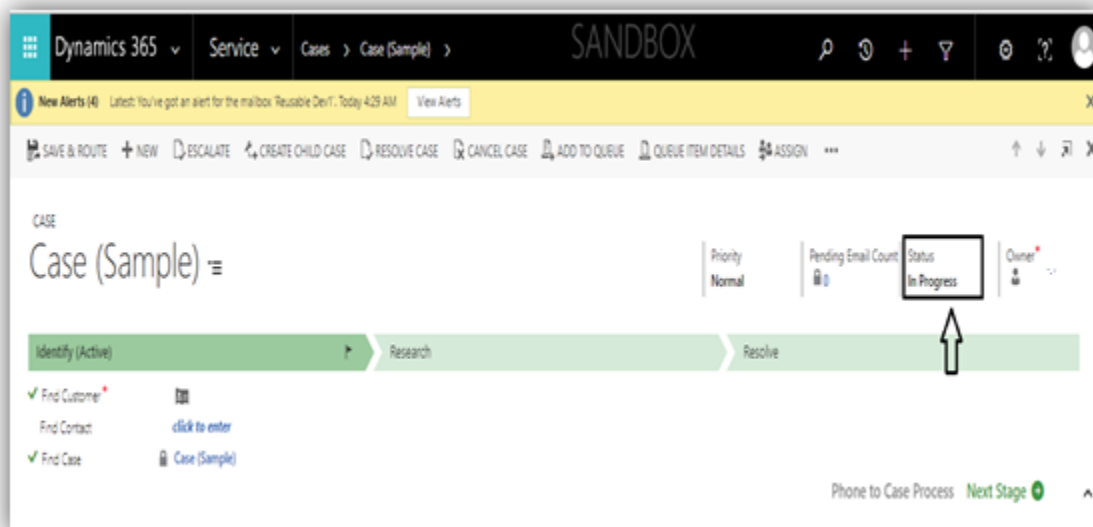 Dynamics 365 Service Cases Case (Sample) SANDBOX
New Alerts (4) Latest: You've got an alert for the mailbox 'Reusable Dev1'. Today 4:29 AM View Alerts X
SAVE & ROUTE NEW ESCALATE CREATE CHILD CASE RESOLVE CASE CANCEL CASE ADD TO QUEUE QUEUE ITEM DETAILS ASSIGN ••• X
CASE
Case (Sample)
Priority Pending Email Count Status Owner*
Normal 0 In Progress
Identify (Active) Research Resolve
Find Customer*
Find Contact click to enter
Find Case Case (Sample)
Phone to Case Process Next Stage